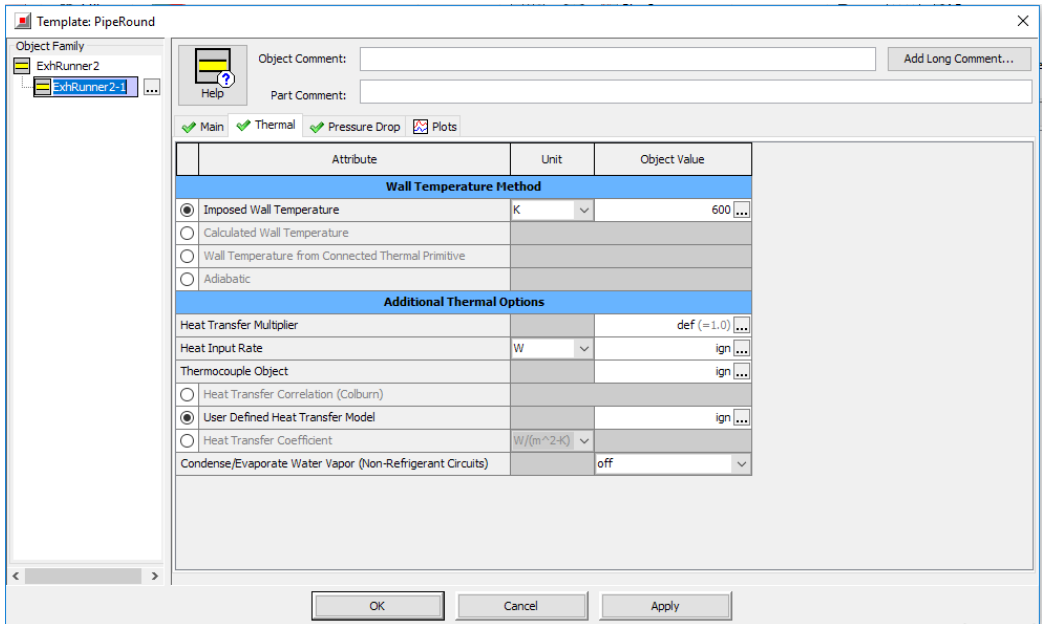 Template: PipeRound
Object Family
ExhRunner2
ExhRunner2-1 ...
Help
Object Comment:
Add Long Comment...
Part Comment:
Main Thermal Pressure Drop Plots
Attribute Unit Object Value
Wall Temperature Method
Imposed Wall Temperature K 600 ...
Calculated Wall Temperature
Wall Temperature from Connected Thermal Primitive
Adiabatic
Additional Thermal Options
Heat Transfer Multiplier def (=1.0) ...
Heat Input Rate W ign ...
Thermocouple Object ign ...
Heat Transfer Correlation (Colburn)
User Defined Heat Transfer Model ign ...
Heat Transfer Coefficient W/(m^2-K)
Condense/Evaporate Water Vapor (Non-Refrigerant Circuits) off
OK Cancel Apply